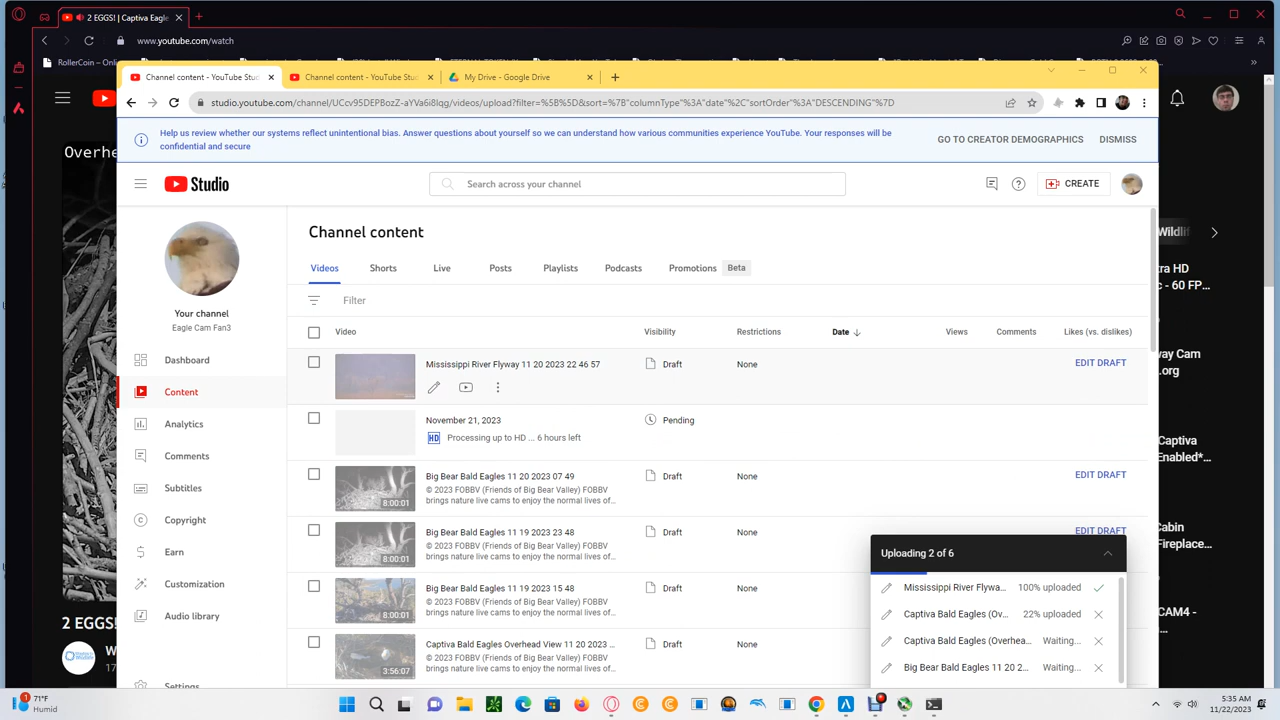 2 EGGS! | Captiva Eagle
www.youtube.com/watch
RollerCoin
Channel content - YouTube Stud
Channel content - YouTube Stud
My Drive - Google Drive
studio.youtube.com/channel/UCcv95DEPBozZ-aYVa6i8lqg/videos/upload?filter=%5B%5D&sort=%7B"columnType"%3A"date"%2C"sortOrder"%3A"DESCENDING"%7D
Help us review whether our systems reflect unintentional bias. Answer questions about yourself so we can understand how various communities experience YouTube. Your responses will be
confidential and secure
GO TO CREATOR DEMOGRAPHICS
DISMISS
Overhe
Studio
Search across your channel
CREATE
Channel content
Videos
Shorts
Live
Posts
Playlists
Podcasts
Promotions
Beta
Filter
Your channel
Eagle Cam Fan3
Dashboard
Content
Analytics
Comments
Subtitles
Copyright
Earn
Customization
Audio library
Settings
Video
Visibility
Restrictions
Date
Views
Comments
Likes (vs. dislikes)
Mississippi River Flyway 11 20 2023 22 46 57
Draft
None
EDIT DRAFT
November 21, 2023
HD Processing up to HD ... 6 hours left
Pending
Big Bear Bald Eagles 11 20 2023 07 49
© 2023 FOBBV (Friends of Big Bear Valley) FOBBV
brings nature live cams to enjoy the normal lives of...
8:00:01
Draft
None
EDIT DRAFT
Big Bear Bald Eagles 11 19 2023 23 48
© 2023 FOBBV (Friends of Big Bear Valley) FOBBV
brings nature live cams to enjoy the normal lives of...
8:00:01
Draft
None
EDIT DRAFT
Big Bear Bald Eagles 11 19 2023 15 48
© 2023 FOBBV (Friends of Big Bear Valley) FOBBV
brings nature live cams to enjoy the normal lives of...
8:00:01
Draft
None
Captiva Bald Eagles Overhead View 11 20 2023 ...
© 2023 FOBBV (Friends of Big Bear Valley) FOBBV
brings nature live cams to enjoy the normal lives of...
3:56:07
Draft
None
Uploading 2 of 6
Mississippi River Flywa...
100% uploaded
Captiva Bald Eagles (Ov...
22% uploaded
Captiva Bald Eagles (Overhea...
Waiting...
Big Bear Bald Eagles 11 20 2...
Waiting...
Wildlif
tra HD
- 60 FP...
ay Cam
rog...
Captiva
Enabled*...
Cabin
Fireplace...
CAM4 -
2 EGGS!
W
17
71°F
Humid
5:35 AM
11/22/2023